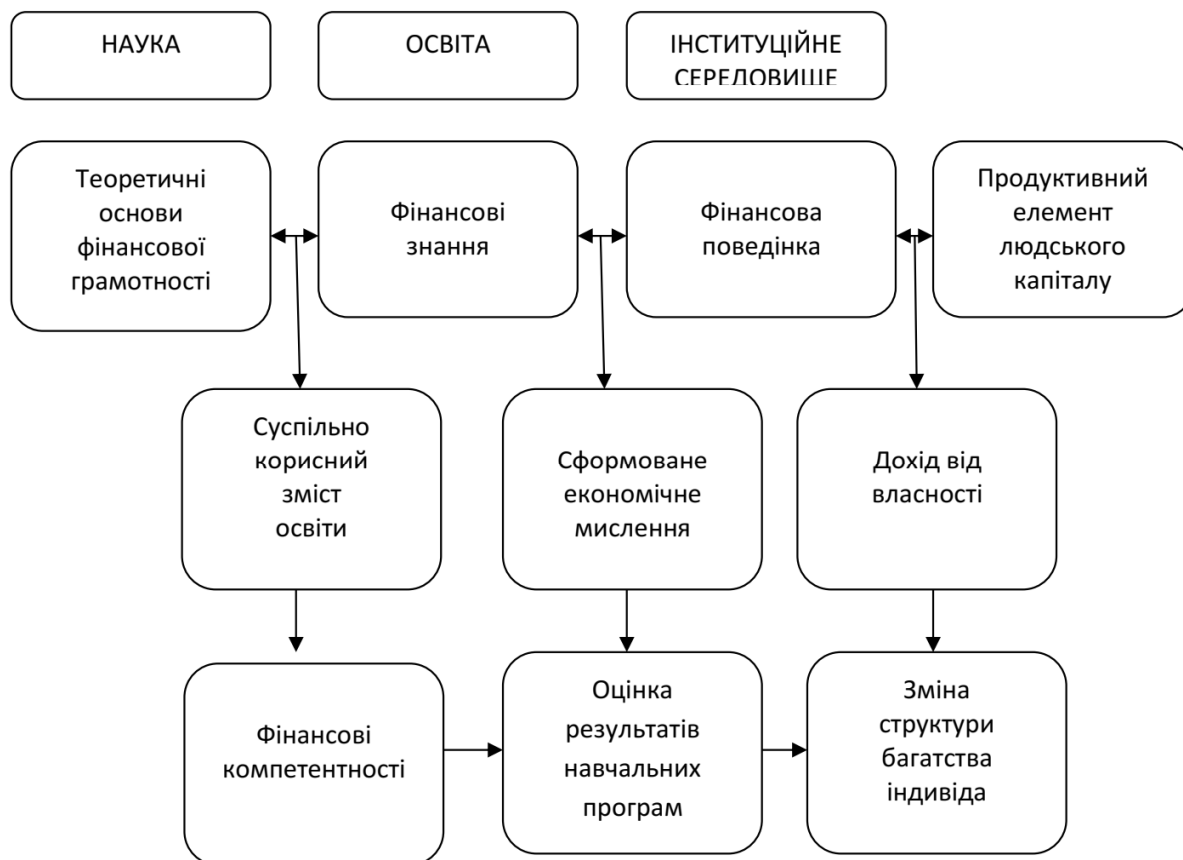 НАУКА
ОСВІТА
ІНСТИТУЦІЙНЕ
СЕРЕДОВИЩЕ
Теоретичні
основи
фінансової
грамотності
Фінансові
знання
Фінансова
поведінка
Продуктивний
елемент
людського
капіталу
Суспільно
корисний
зміст
освіти
Сформоване
економічне
мислення
Дохід від
власності
Фінансові
компетентності
Оцінка
результатів
навчальних
програм
Зміна
структури
багатства
індивіда